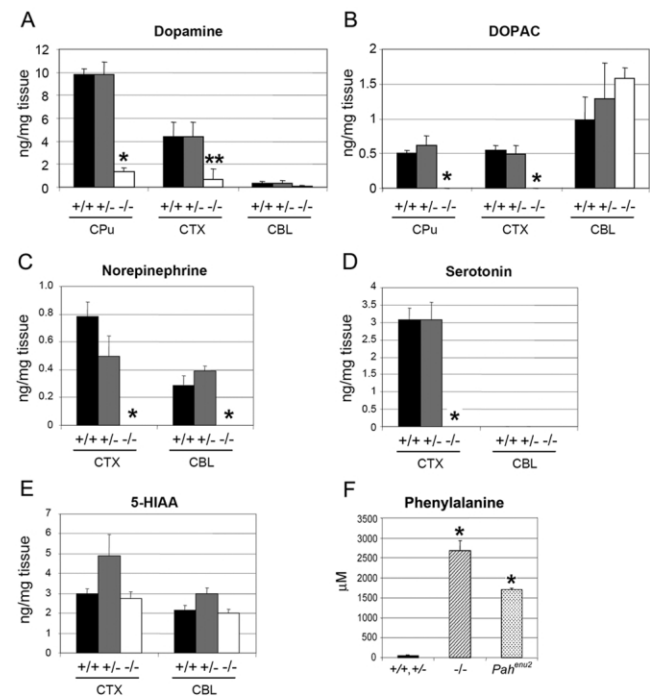 A
Dopamine
ng/mg tissue
12
10
8
6
4
2
0
*
**
+/+ +/- -/- +/+ +/- -/- +/+ +/- -/-
CPu CTX CBL
B
DOPAC
ng/mg tissue
2
1.5
1
0.5
0
*
*
+/+ +/- -/- +/+ +/- -/- +/+ +/- -/-
CPu CTX CBL
C
Norepinephrine
ng/mg tissue
1.0
0.8
0.6
0.4
0.2
0
*
*
+/+ +/- -/- +/+ +/- -/-
CTX CBL
D
Serotonin
ng/mg tissue
4
3.5
3
2.5
2
1.5
1
0.5
0
*
+/+ +/- -/- +/+ +/- -/-
CTX CBL
E
5-HIAA
ng/mg tissue
7
6
5
4
3
2
1
0
+/+ +/- -/- +/+ +/- -/-
CTX CBL
F
Phenylalanine
μM
3500
3000
2500
2000
1500
1000
500
0
*
*
+/+,+/- -/- Pahenu2